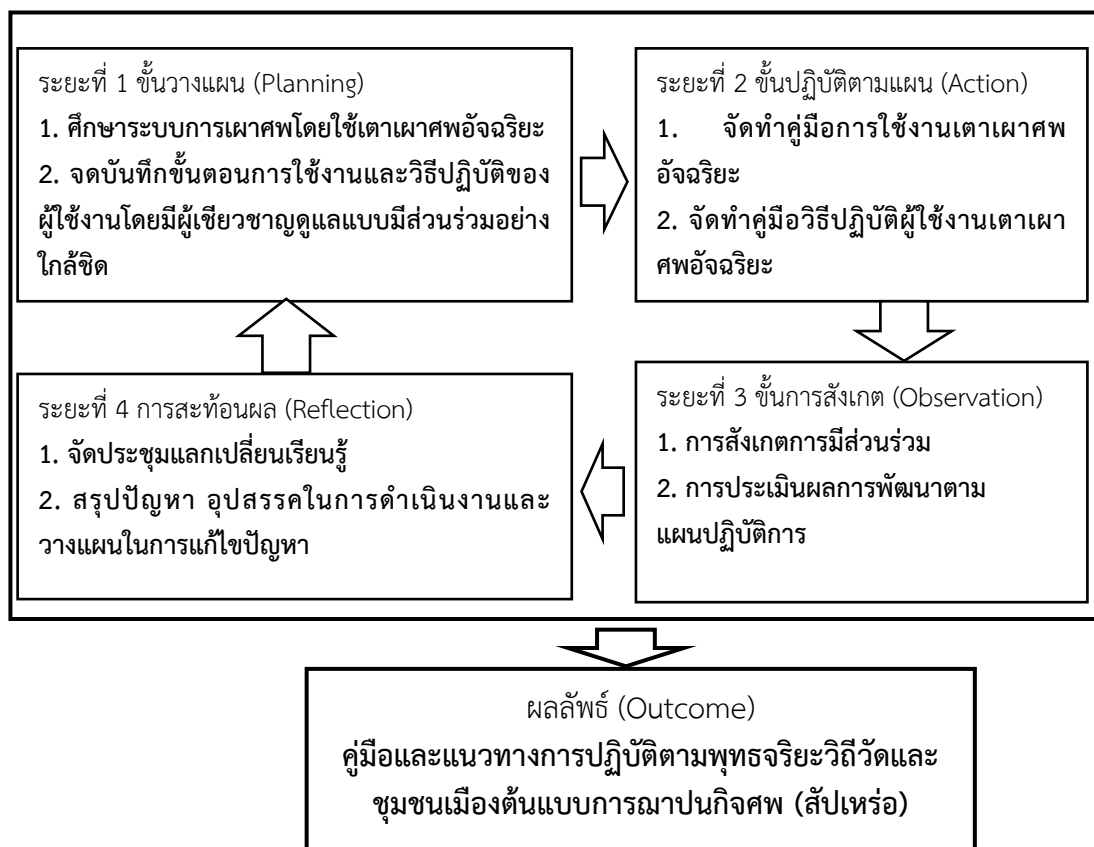 ระยะที่ 1 ขั้นวางแผน (Planning)
1. ศึกษาระบบการเผาศพโดยใช้เตาเผาศพอัจฉริยะ
2. จดบันทึกขั้นตอนการใช้งานและวิธีปฏิบัติของ
ผู้ใช้งานโดยมีผู้เชียวชาญดูแลแบบมีส่วนร่วมอย่าง
ใกล้ชิด
ระยะที่ 2 ขั้นปฏิบัติตามแผน (Action)
1. จัดทำคู่มือการใช้งานเตาเผาศพ
อัจฉริยะ
2. จัดทำคู่มือวิธีปฏิบัติผู้ใช้งานเตาเผา
ศพอัจฉริยะ
ระยะที่ 3 ขั้นการสังเกต (Observation)
1. การสังเกตการมีส่วนร่วม
2. การประเมินผลการพัฒนาตาม
แผนปฏิบัติการ
ระยะที่ 4 การสะท้อนผล (Reflection)
1. จัดประชุมแลกเปลี่ยนเรียนรู้
2. สรุปปัญหา อุปสรรคในการดำเนินงานและ
วางแผนในการแก้ไขปัญหา
ผลลัพธ์ (Outcome)
คู่มือและแนวทางการปฏิบัติตามพุทธจริยะวิถีวัดและ
ชุมชนเมืองต้นแบบการฌาปนกิจศพ (สัปเหร่อ)